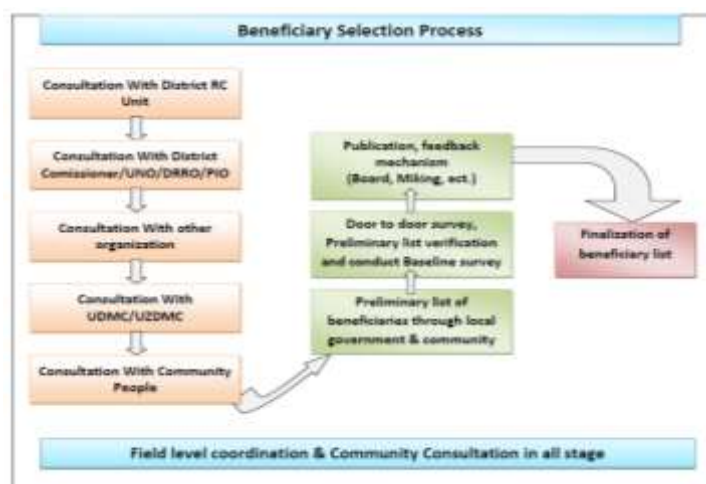 Beneficiary Selection Process
Consultation With District RC
Unit
Consultation With District
Comissioner/UNO/DRRO/PIO
Consultation With other
organization
Consultation With
UDMC/UZDMC
Consultation With Community
People
Preliminary list of
beneficiaries through local
government & community
Door to door survey,
Preliminary list verification
and conduct Baseline survey
Publication, feedback
mechanism
(Board, Miking, ect.)
Finalization of
beneficiary list
Field level coordination & Community Consultation in all stage